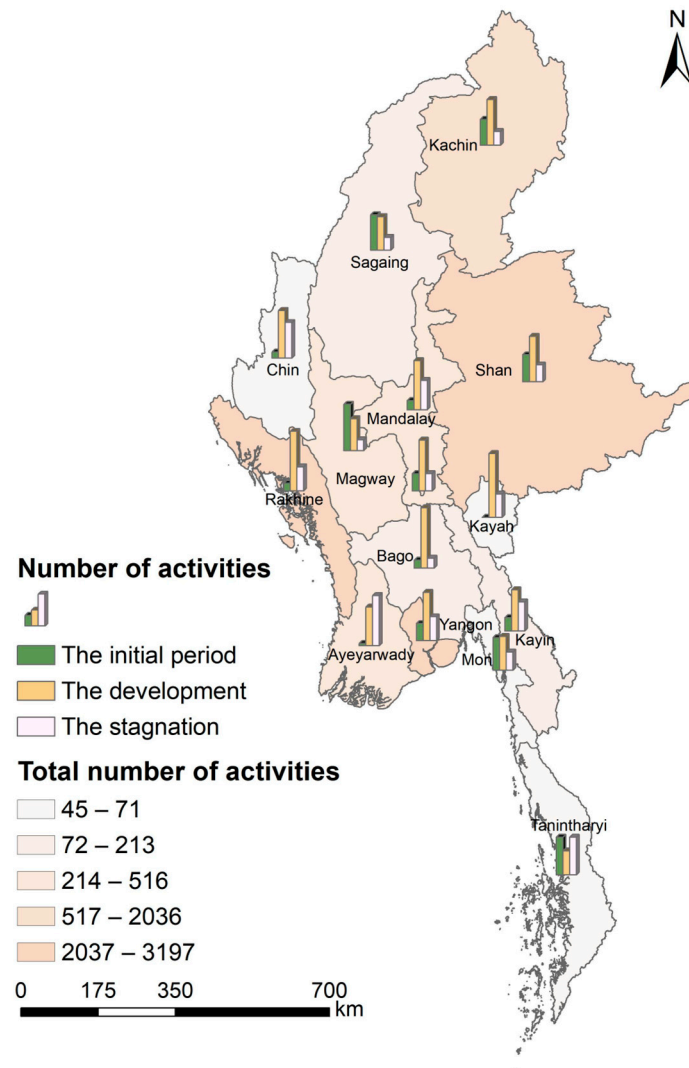 N
Kachin
Sagaing
Chin
Shan
Mandalay
Magway
Rakhine
Kayah
Bago
Number of activities
Yangon
Kayin
Ayeyarwady
Mon
The initial period
The development
The stagnation
Total number of activities
45 – 71
72 – 213
Tanintharyi
214 – 516
517 – 2036
2037 – 3197
0 175 350 700
km